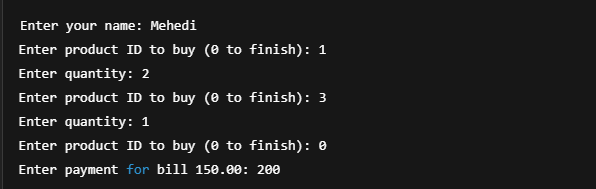 Enter your name: Mehedi
Enter product ID to buy (0 to finish): 1
Enter quantity: 2
Enter product ID to buy (0 to finish): 3
Enter quantity: 1
Enter product ID to buy (0 to finish): 0
Enter payment for bill 150.00: 200